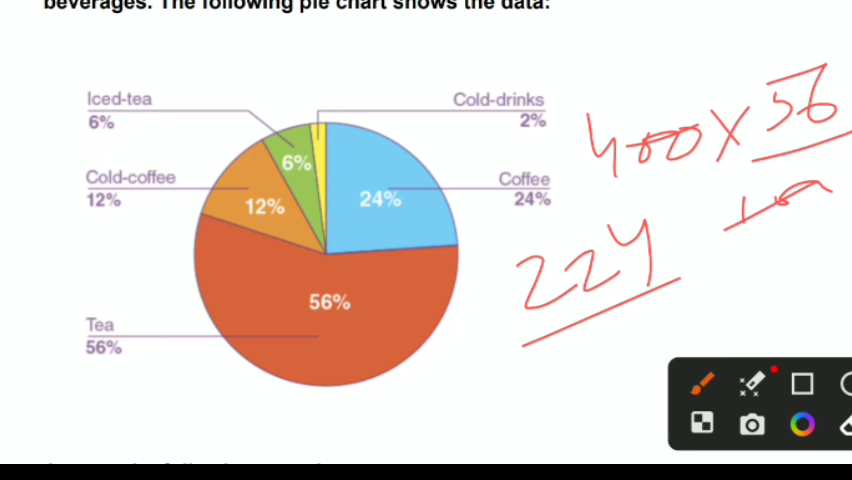 beverages. The following pie chart shows the data:
Iced-tea
6%
Cold-drinks
2%
Cold-coffee
12%
Coffee
24%
Tea
56%
6%
12%
24%
56%
400 X 56
100
224